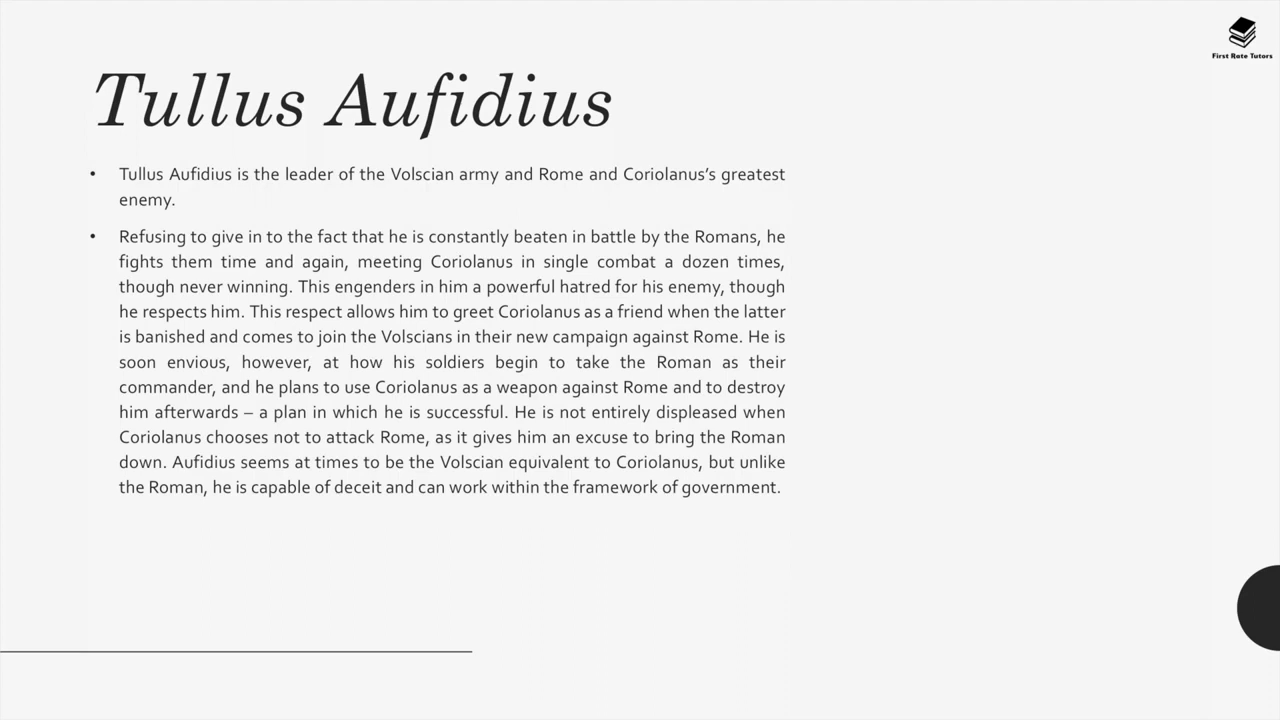 First Rate Tutors
Tullus Aufidius
• Tullus Aufidius is the leader of the Volscian army and Rome and Coriolanus’s greatest
enemy.
• Refusing to give in to the fact that he is constantly beaten in battle by the Romans, he
fights them time and again, meeting Coriolanus in single combat a dozen times,
though never winning. This engenders in him a powerful hatred for his enemy, though
he respects him. This respect allows him to greet Coriolanus as a friend when the latter
is banished and comes to join the Volscians in their new campaign against Rome. He is
soon envious, however, at how his soldiers begin to take the Roman as their
commander, and he plans to use Coriolanus as a weapon against Rome and to destroy
him afterwards – a plan in which he is successful. He is not entirely displeased when
Coriolanus chooses not to attack Rome, as it gives him an excuse to bring the Roman
down. Aufidius seems at times to be the Volscian equivalent to Coriolanus, but unlike
the Roman, he is capable of deceit and can work within the framework of government.